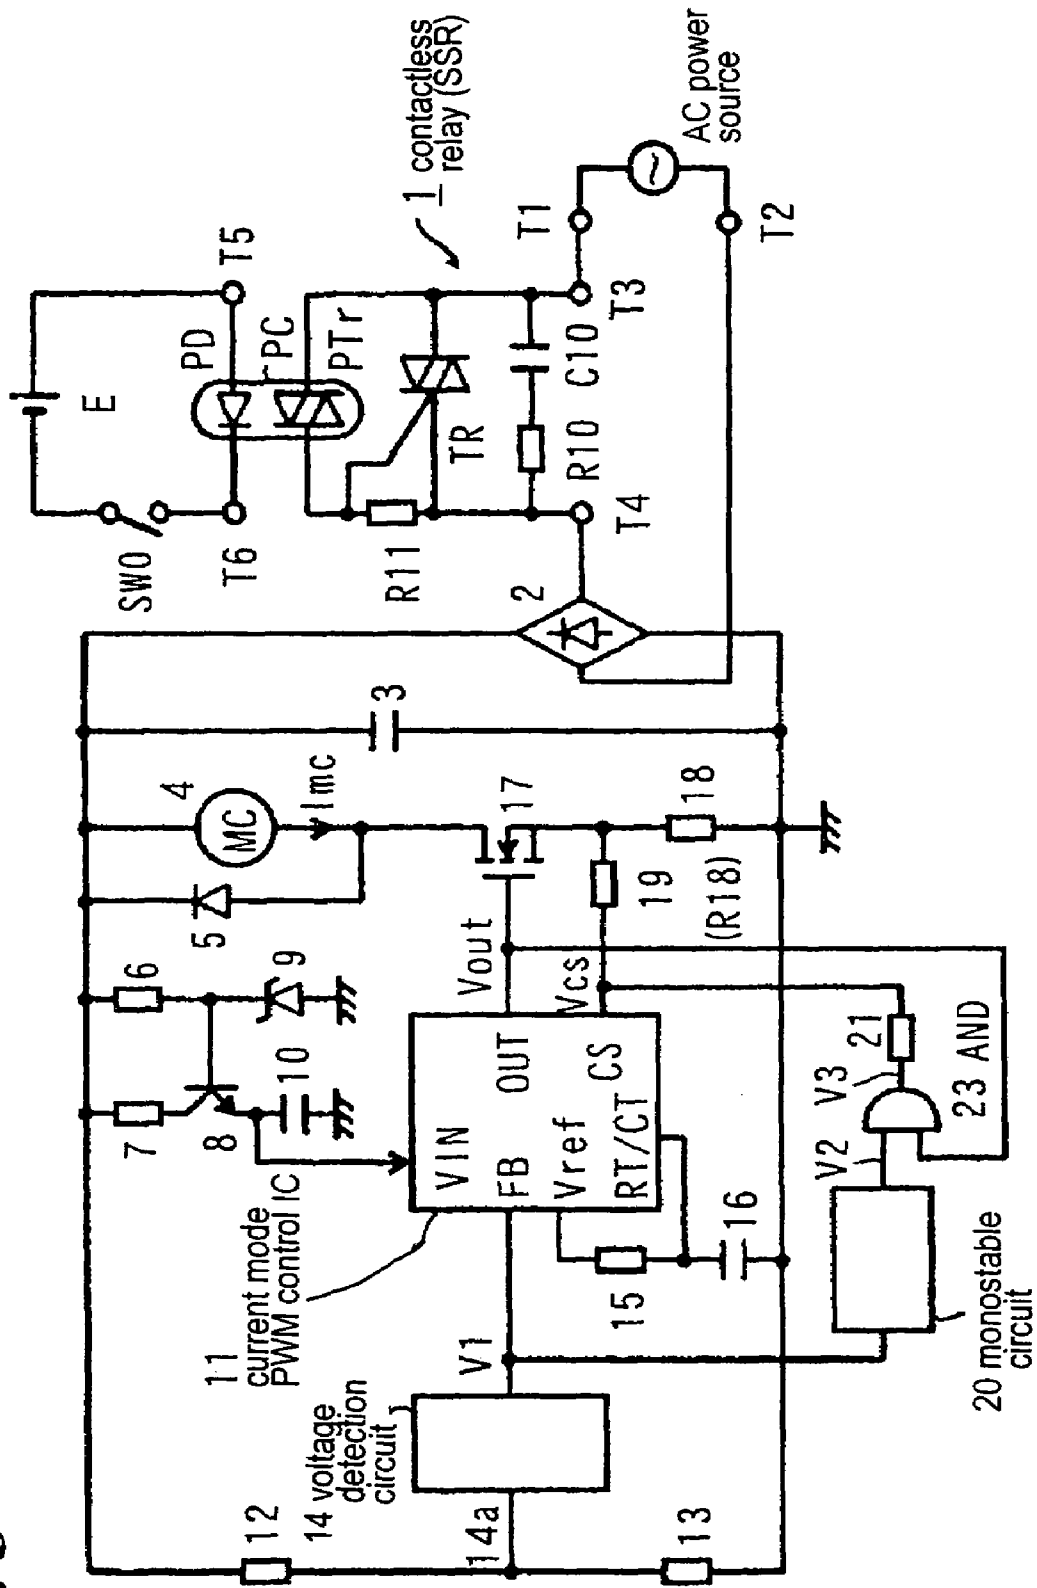 1 contactless
relay (SSR)
AC power
source
T1
T2
T3
T4
T5
T6
PD
PC
PTr
E
SW0
TR
R11
R10
C10
2
3
4
MC
Imc
5
6
7
8
9
10
11
current mode
PWM control IC
VIN
FB
OUT
Vref
CS
RT/CT
Vout
Vcs
17
18
(R18)
19
12
13
14 voltage
detection
circuit
14a
V1
15
16
20 monostable
circuit
V2
V3
21
23 AND